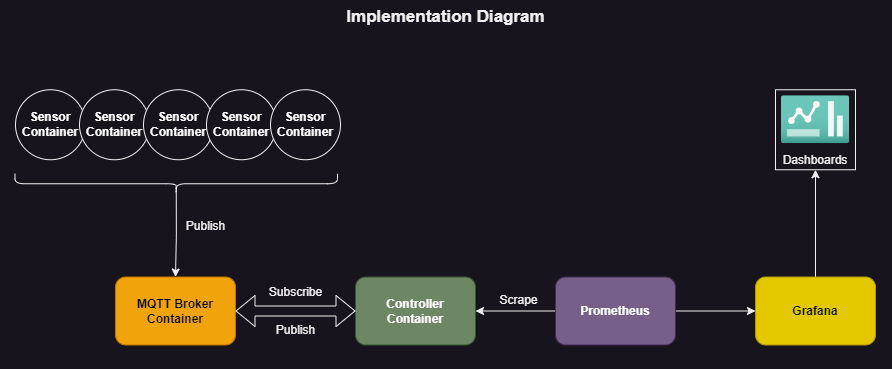 Implementation Diagram
Sensor
Container
Sensor
Container
Sensor
Container
Sensor
Container
Sensor
Container
Dashboards
Publish
MQTT Broker
Container
Subscribe
Publish
Controller
Container
Scrape
Prometheus
Grafana